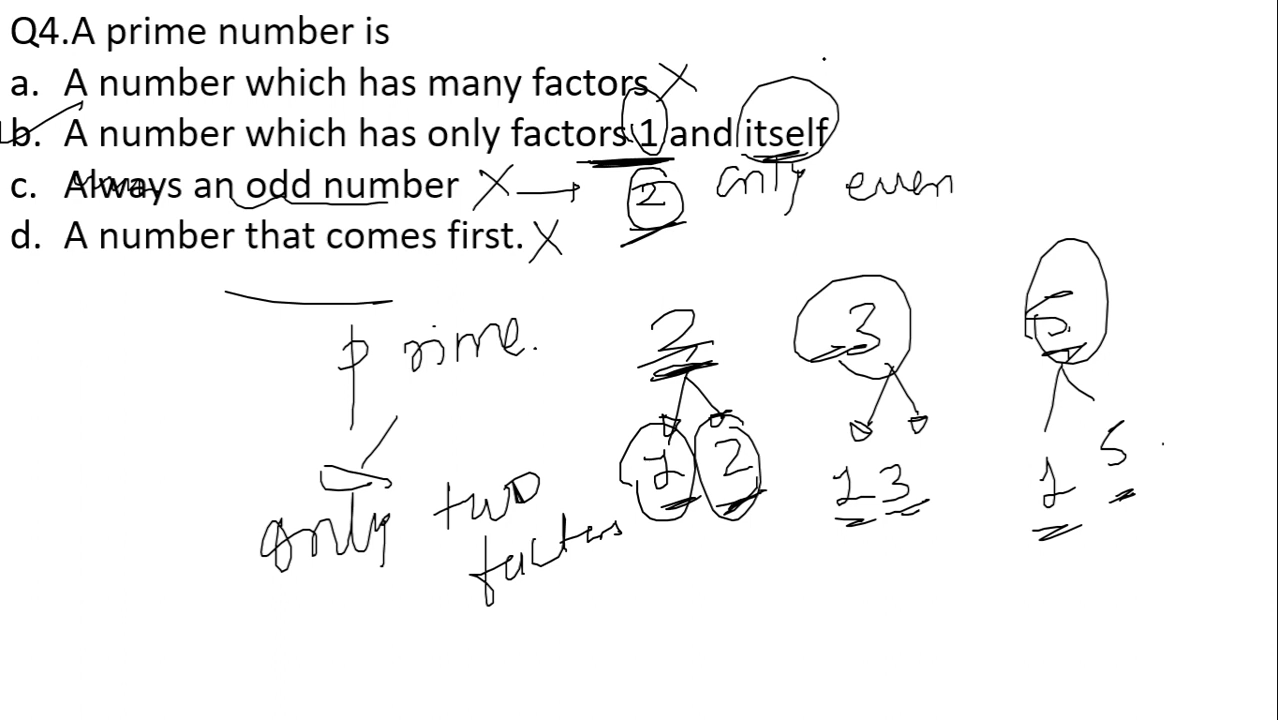 Q4.A prime number is
a. A number which has many factors X
b. A number which has only factors 1 and itself
c. Always an odd number X → 2 only even
d. A number that comes first. X
prime. 2 3 5
1 2 1 3 1 5
only two
factors